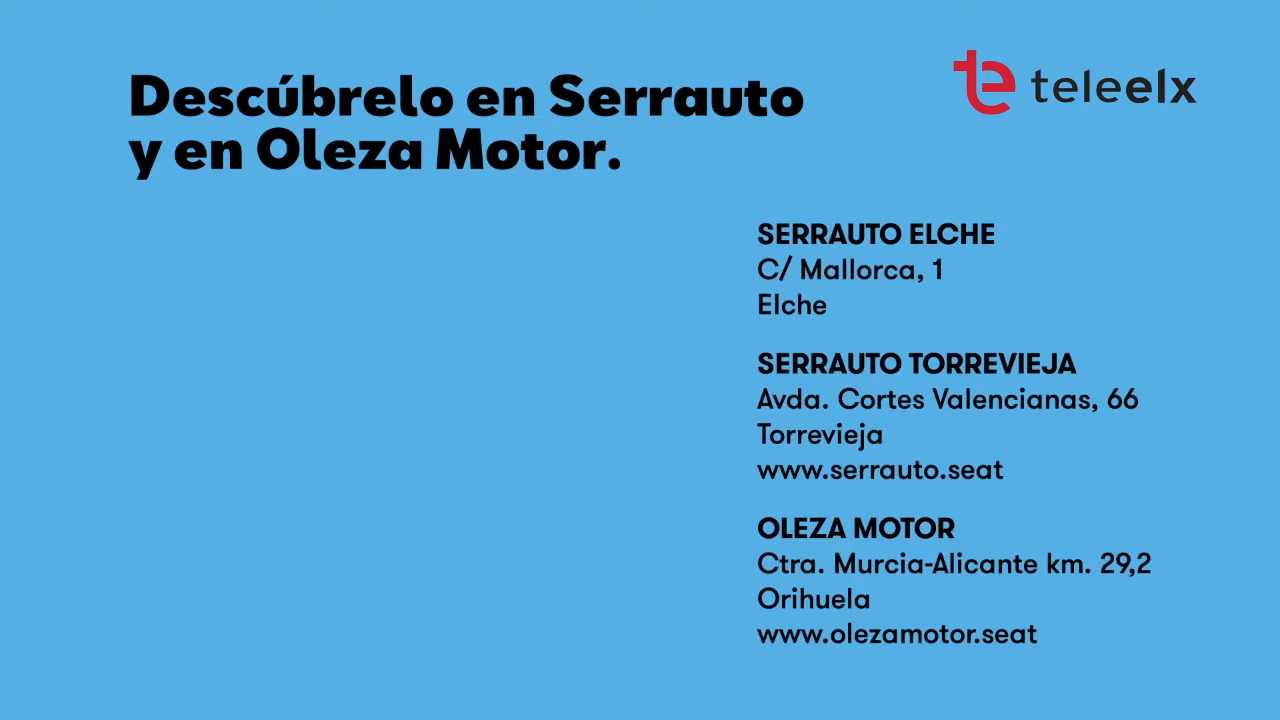 Descúbrelo en Serrauto
y en Oleza Motor.
te teleelx
SERRAUTO ELCHE
C/ Mallorca, 1
Elche
SERRAUTO TORREVIEJA
Avda. Cortes Valencianas, 66
Torrevieja
www.serrauto.seat
OLEZA MOTOR
Ctra. Murcia-Alicante km. 29,2
Orihuela
www.olezamotor.seat